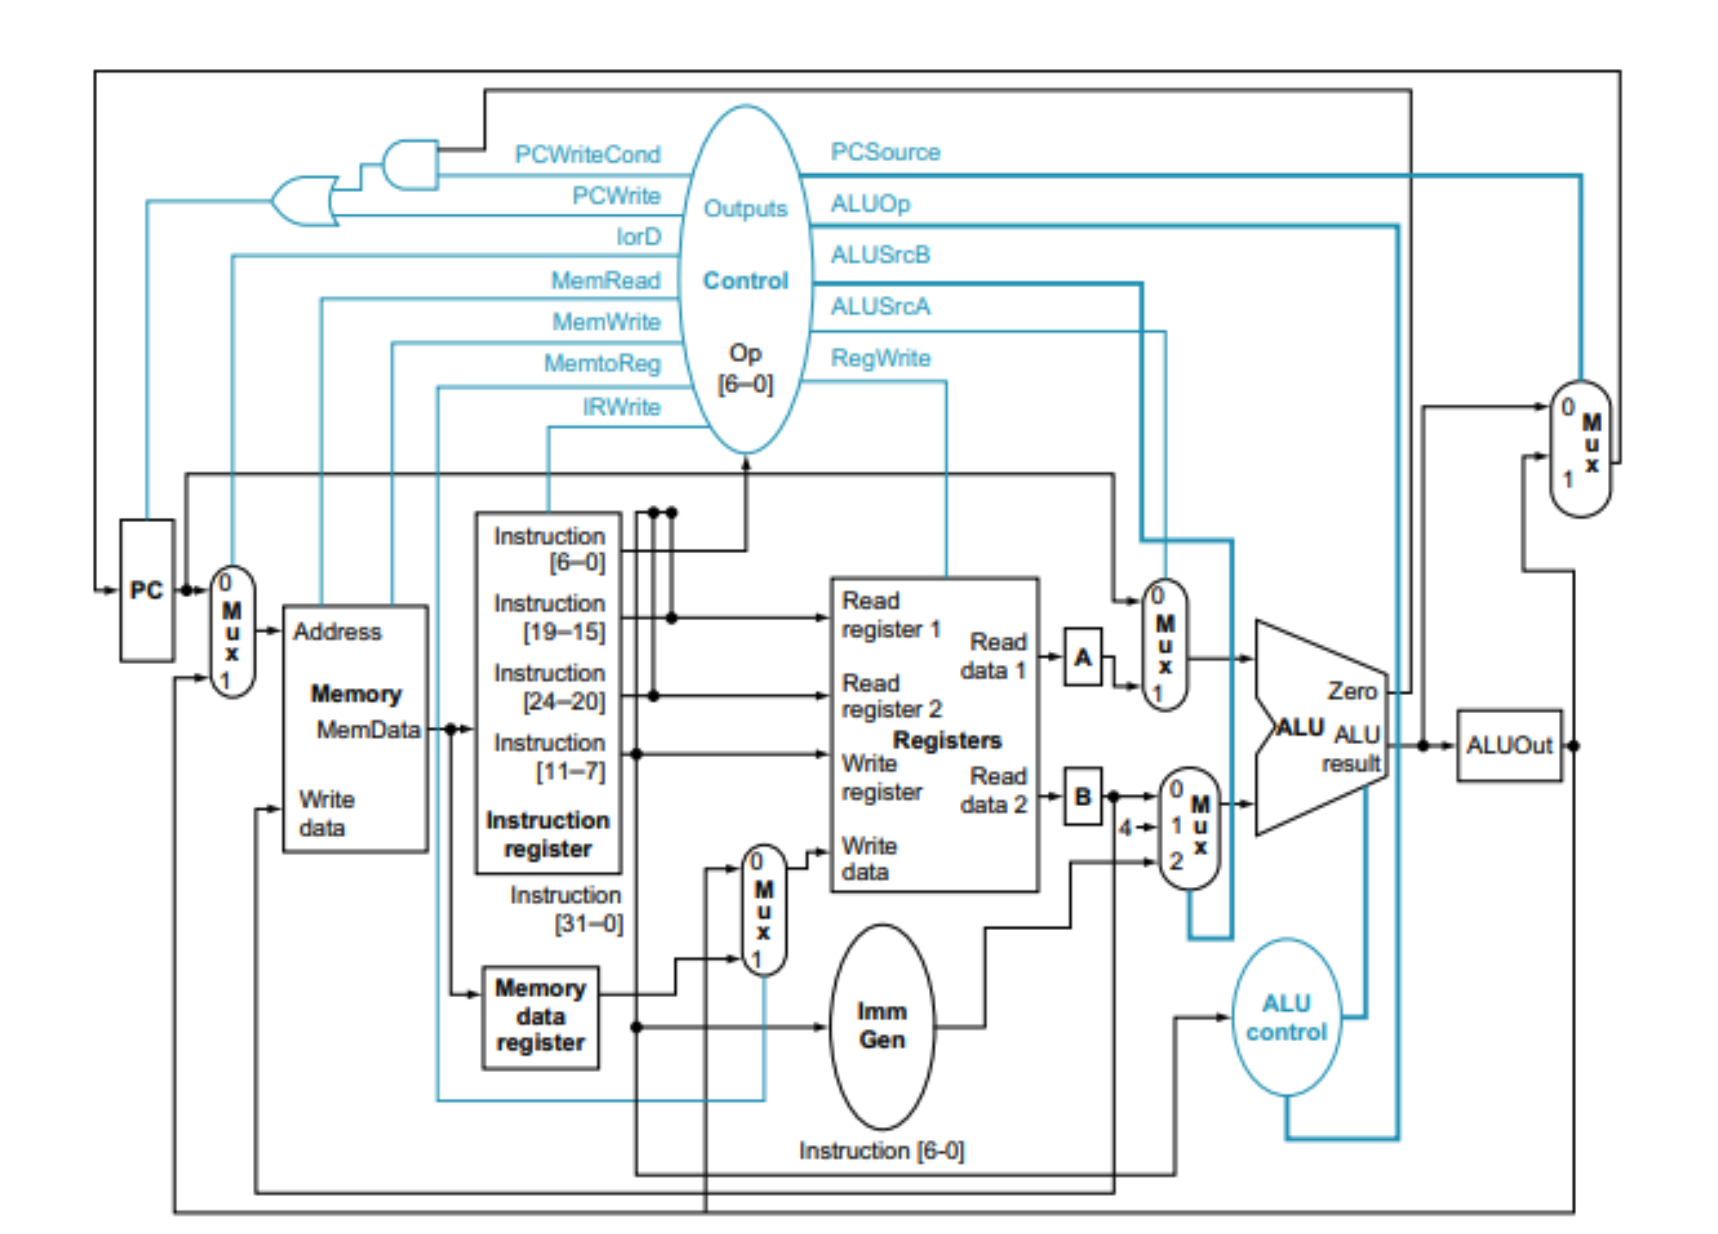 PCWriteCond
PCWrite
IorD
MemRead
MemWrite
MemtoReg
IRWrite
Outputs
Control
Op
[6–0]
PCSource
ALUOp
ALUSrcB
ALUSrcA
RegWrite
0
M
u
x
1
PC
0
M
u
x
1
Address
Memory
MemData
Write
data
Instruction
[6–0]
Instruction
[19–15]
Instruction
[24–20]
Instruction
[11–7]
Instruction
register
Instruction
[31–0]
Memory
data
register
0
M
u
x
1
Read
register 1
Read
register 2
Registers
Write
register
Write
data
Read
data 1
Read
data 2
Imm
Gen
Instruction [6-0]
A
B
4
0
M
u
x
1
0
1
2
M
u
x
Zero
ALU
ALU
result
ALUOut
ALU
control